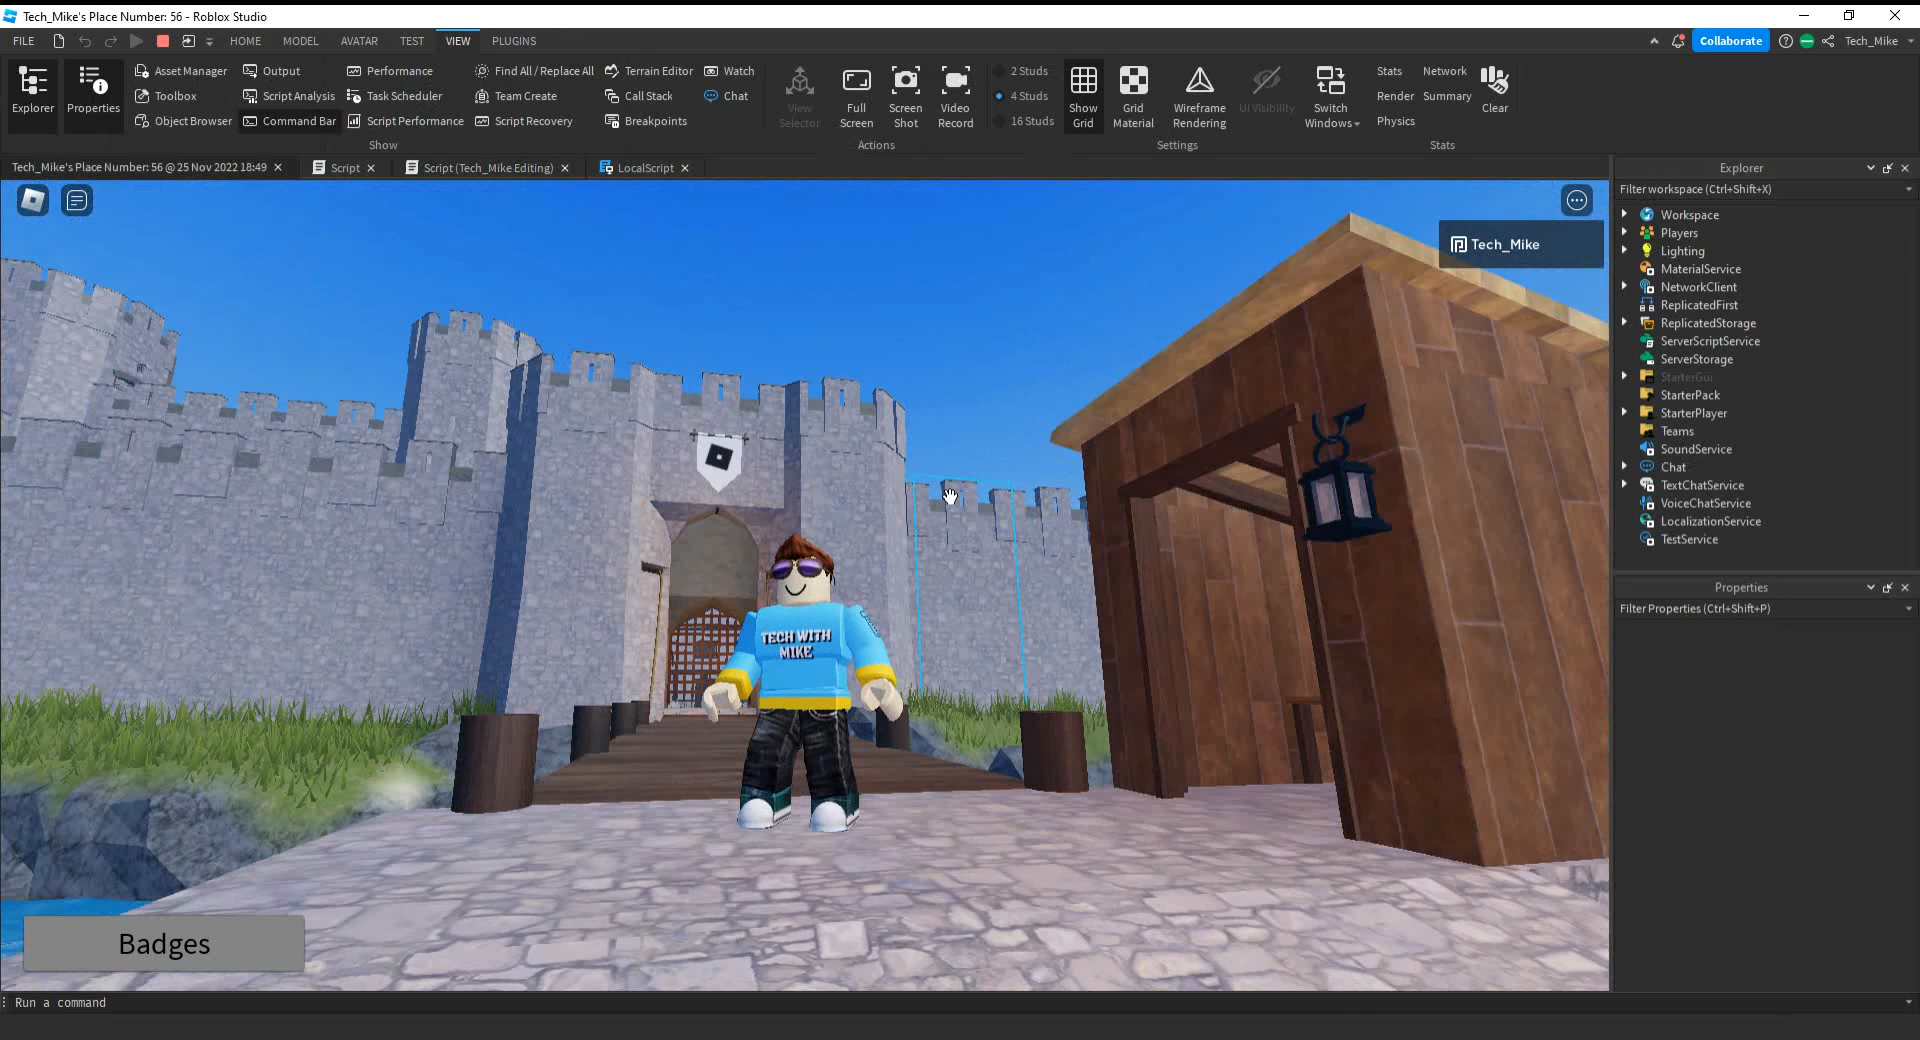 Tech_Mike's Place Number: 56 - Roblox Studio
FILE HOME MODEL AVATAR TEST VIEW PLUGINS Collaborate Tech_Mike
Explorer
Properties
Asset Manager
Toolbox
Object Browser
Output
Script Analysis
Command Bar
Performance
Task Scheduler
Script Performance
Find All / Replace All
Team Create
Script Recovery
Terrain Editor
Call Stack
Breakpoints
Watch
Chat
Show
View
Selector
Full
Screen
Screen
Shot
Video
Record
Actions
2 Studs
4 Studs
16 Studs
Show
Grid
Grid
Material
Wireframe
Rendering
UI Visibility
Switch
Windows
Settings
Stats
Render
Physics
Network
Summary
Clear
Stats
Tech_Mike's Place Number: 56 @ 25 Nov 2022 18:49
Script
Script (Tech_Mike Editing)
LocalScript
Tech_Mike
TECH WITH
MIKE
Badges
Run a command
Explorer
Filter workspace (Ctrl+Shift+X)
Workspace
Players
Lighting
MaterialService
NetworkClient
ReplicatedFirst
ReplicatedStorage
ServerScriptService
ServerStorage
StarterGui
StarterPack
StarterPlayer
Teams
SoundService
Chat
TextChatService
VoiceChatService
LocalizationService
TestService
Properties
Filter Properties (Ctrl+Shift+P)